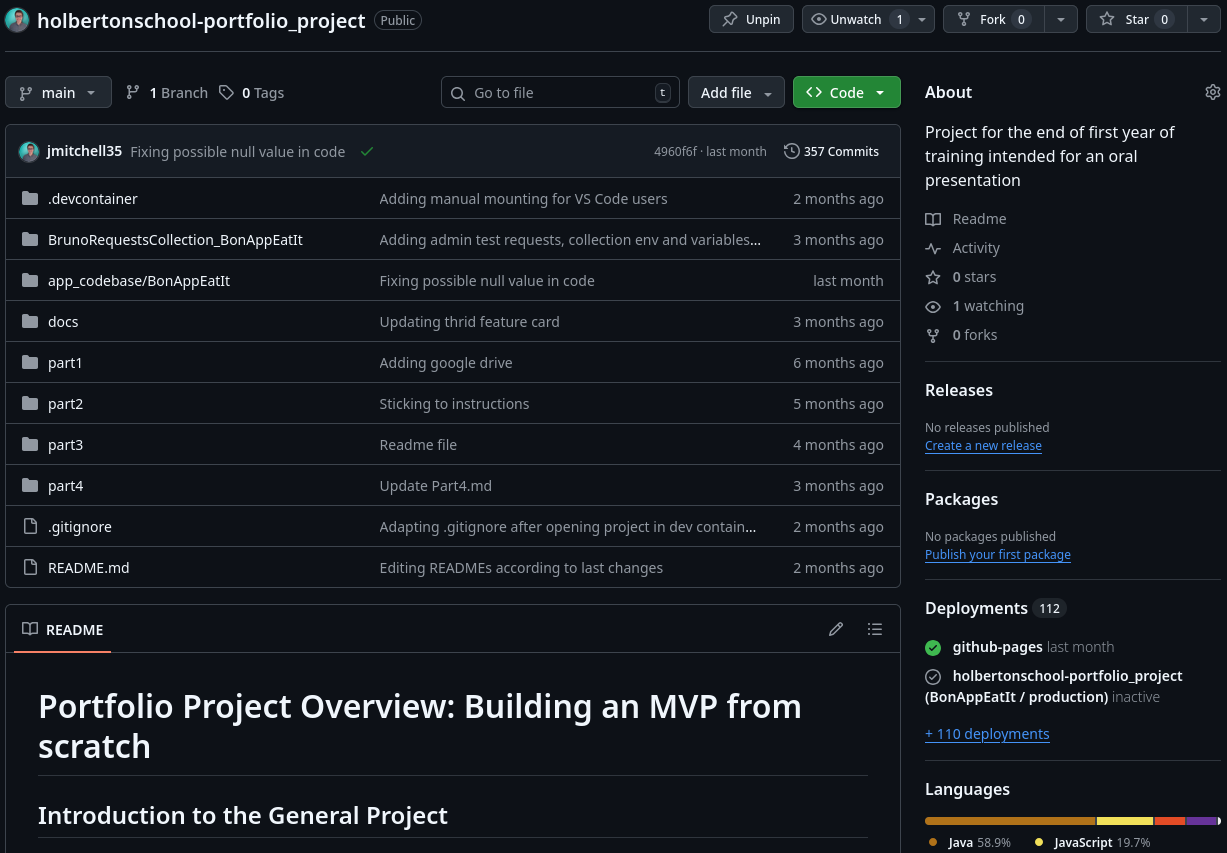 holbertonschool-portfolio_project Public Unpin Unwatch 1 Fork 0 Star 0
main 1 Branch 0 Tags Go to file t Add file Code
jmitchell35 Fixing possible null value in code 4960f6f · last month 357 Commits
.devcontainer Adding manual mounting for VS Code users 2 months ago
BrunoRequestsCollection_BonAppEatIt Adding admin test requests, collection env and variables... 3 months ago
app_codebase/BonAppEatIt Fixing possible null value in code last month
docs Updating thrid feature card 3 months ago
part1 Adding google drive 6 months ago
part2 Sticking to instructions 5 months ago
part3 Readme file 4 months ago
part4 Update Part4.md 3 months ago
.gitignore Adapting .gitignore after opening project in dev contain... 2 months ago
README.md Editing READMEs according to last changes 2 months ago
README
Portfolio Project Overview: Building an MVP from
scratch
Introduction to the General Project
About
Project for the end of first year of
training intended for an oral
presentation
Readme
Activity
0 stars
1 watching
0 forks
Releases
No releases published
Create a new release
Packages
No packages published
Publish your first package
Deployments 112
github-pages last month
holbertonschool-portfolio_project
(BonAppEatIt / production) inactive
+ 110 deployments
Languages
Java 58.9% JavaScript 19.7%